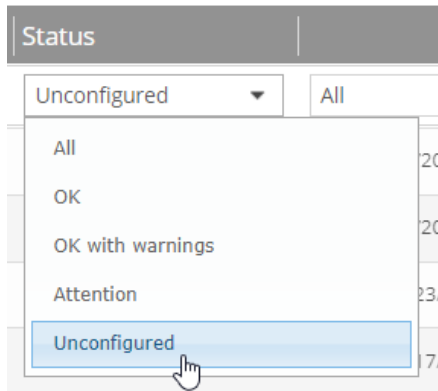 Status
Unconfigured All
All
OK
OK with warnings
Attention
Unconfigured